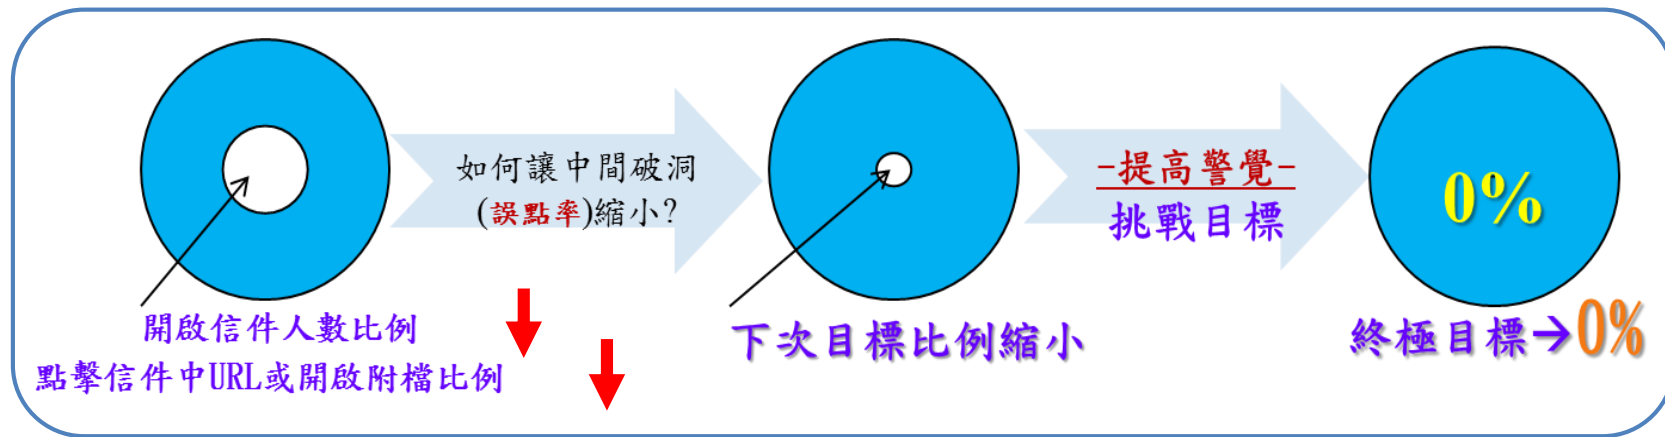 如何讓中間破洞
(誤點率)縮小?
開啟信件人數比例
點擊信件中URL或開啟附檔比例
下次目標比例縮小
-提高警覺-
挑戰目標
0%
終極目標→0%